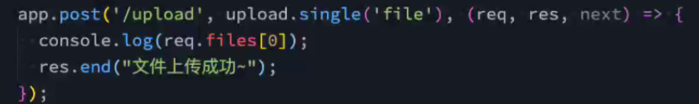 app.post('/upload', upload.single('file'), (req, res, next) => {
  console.log(req.files[0]);
  res.end("文件上传成功~");
});